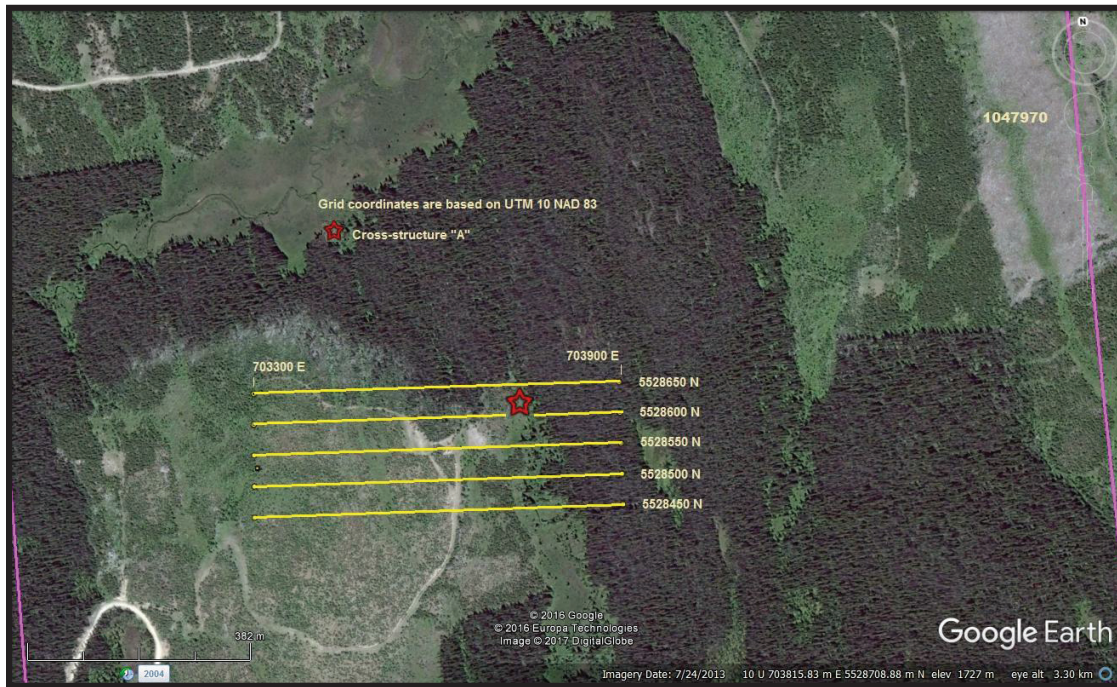 N
1047970
Grid coordinates are based on UTM 10 NAD 83
Cross-structure "A"
703300 E
703900 E
5528650 N
5528600 N
5528550 N
5528500 N
5528450 N
© 2016 Google
© 2016 Europa Technologies
Image © 2017 DigitalGlobe
382 m
Google Earth
2004
Imagery Date: 7/24/2013 10 U 703815.83 m E 5528708.88 m N elev 1727 m eye alt 3.30 km